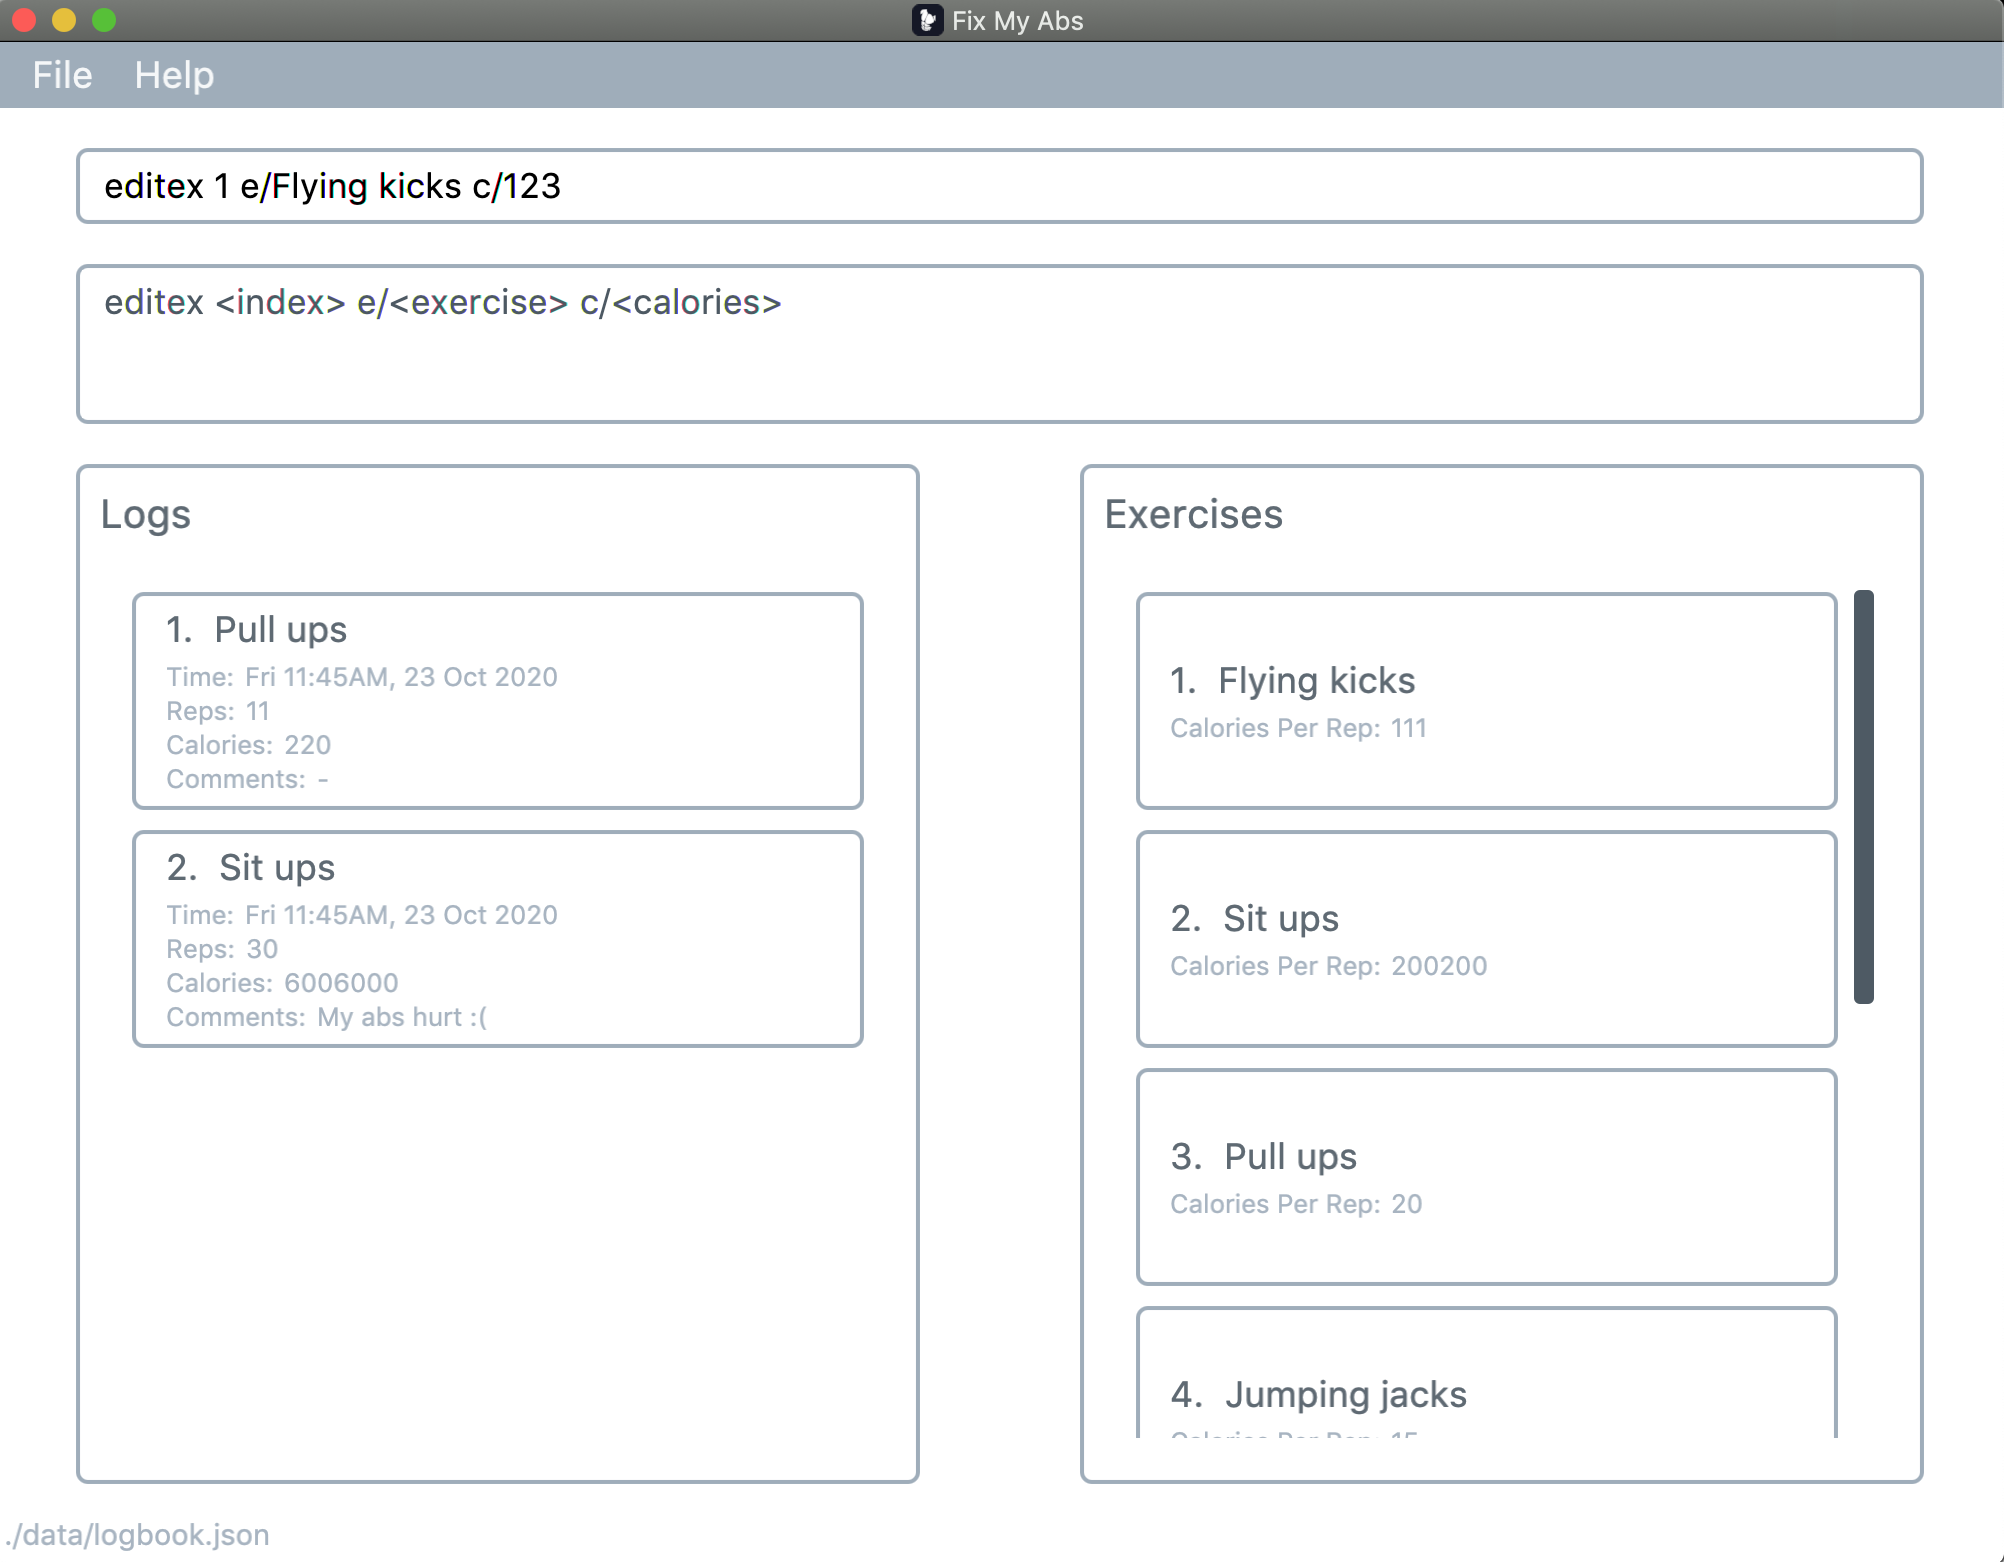 Fix My Abs
File Help
editex 1 e/Flying kicks c/123
editex <index> e/<exercise> c/<calories>
Logs
1. Pull ups
Time: Fri 11:45AM, 23 Oct 2020
Reps: 11
Calories: 220
Comments: -
2. Sit ups
Time: Fri 11:45AM, 23 Oct 2020
Reps: 30
Calories: 6006000
Comments: My abs hurt :(
Exercises
1. Flying kicks
Calories Per Rep: 111
2. Sit ups
Calories Per Rep: 200200
3. Pull ups
Calories Per Rep: 20
4. Jumping jacks
Calories Per Rep: 15
./data/logbook.json